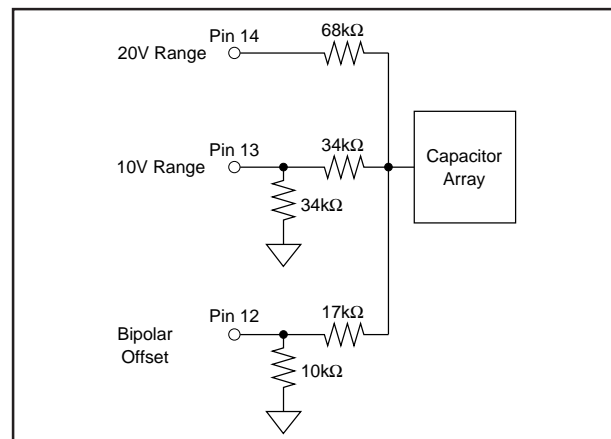 68kΩ
Pin 14
20V Range
34kΩ
Pin 13
10V Range
Capacitor
Array
34kΩ
17kΩ
Pin 12
Bipolar
Offset
10kΩ